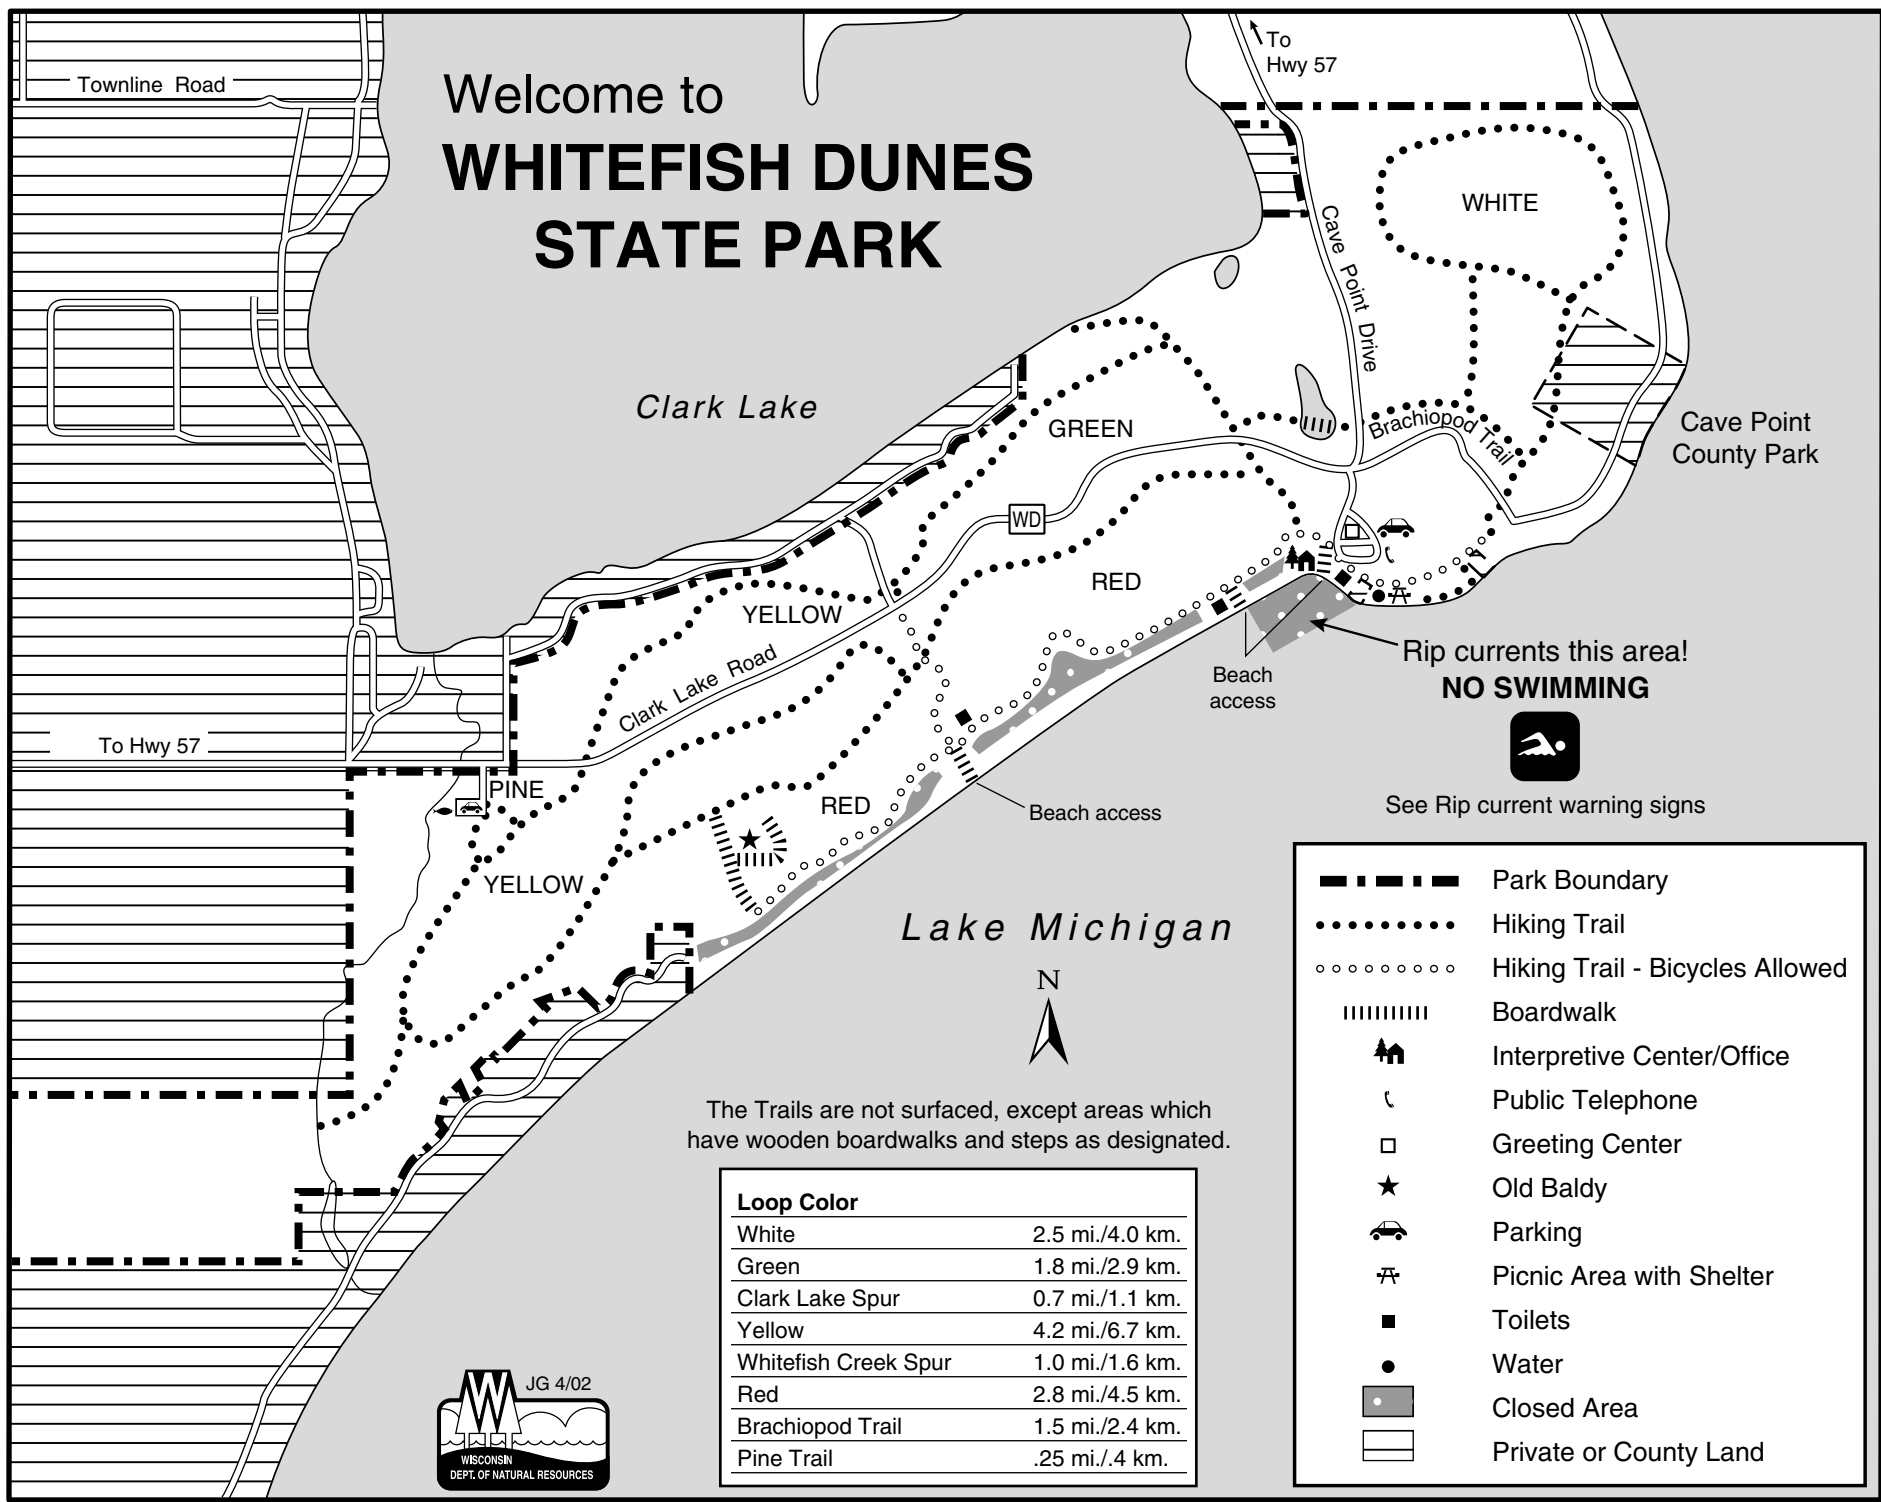 Welcome to
WHITEFISH DUNES
STATE PARK
Townline Road
To
Hwy 57
WHITE
Cave Point Drive
Clark Lake
GREEN
Brachiopod Trail
Cave Point
County Park
WD
RED
YELLOW
Clark Lake Road
Rip currents this area!
NO SWIMMING
Beach
access
To Hwy 57
PINE
RED
Beach access
See Rip current warning signs
YELLOW
Lake Michigan
N
The Trails are not surfaced, except areas which
have wooden boardwalks and steps as designated.
Loop Color
White 2.5 mi./4.0 km.
Green 1.8 mi./2.9 km.
Clark Lake Spur 0.7 mi./1.1 km.
Yellow 4.2 mi./6.7 km.
Whitefish Creek Spur 1.0 mi./1.6 km.
Red 2.8 mi./4.5 km.
Brachiopod Trail 1.5 mi./2.4 km.
Pine Trail .25 mi./.4 km.
Park Boundary
Hiking Trail
Hiking Trail - Bicycles Allowed
Boardwalk
Interpretive Center/Office
Public Telephone
Greeting Center
Old Baldy
Parking
Picnic Area with Shelter
Toilets
Water
Closed Area
Private or County Land
JG 4/02
W
WISCONSIN
DEPT. OF NATURAL RESOURCES